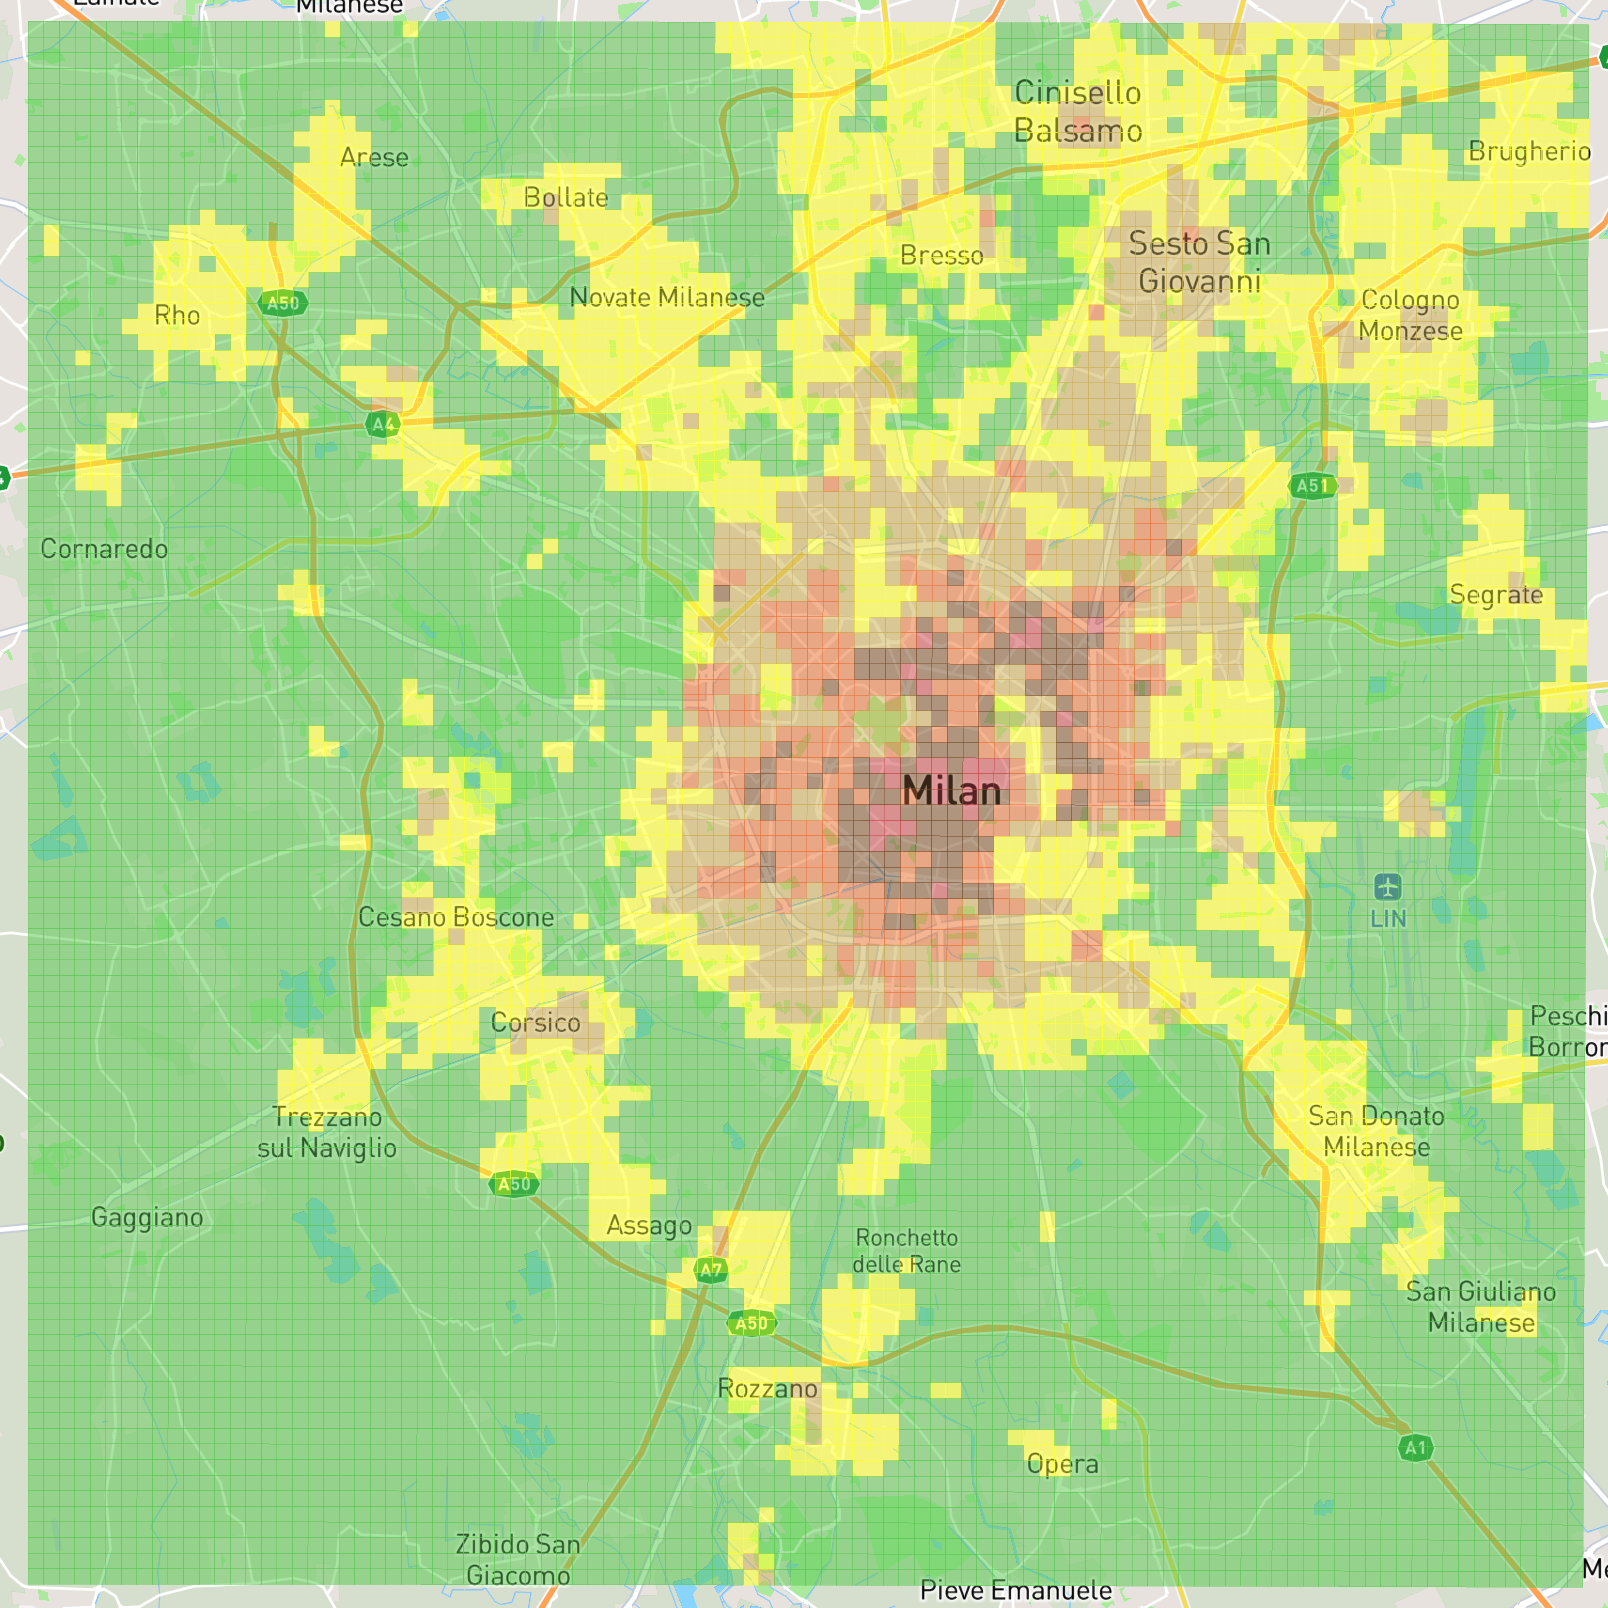 Milanese
Cinisello
Balsamo
Brugherio
Arese
Bollate
Sesto San
Giovanni
Bresso
Novate Milanese
Cologno
Monzese
A50
Rho
A4
A51
Cornaredo
Segrate
Milan
LIN
Cesano Boscone
Corsico
Peschi
Borror
Trezzano
sul Naviglio
San Donato
Milanese
A50
Gaggiano
Assago
Ronchetto
delle Rane
A7
San Giuliano
Milanese
A50
Rozzano
A1
Opera
Zibido San
Giacomo
Pieve Emanuele